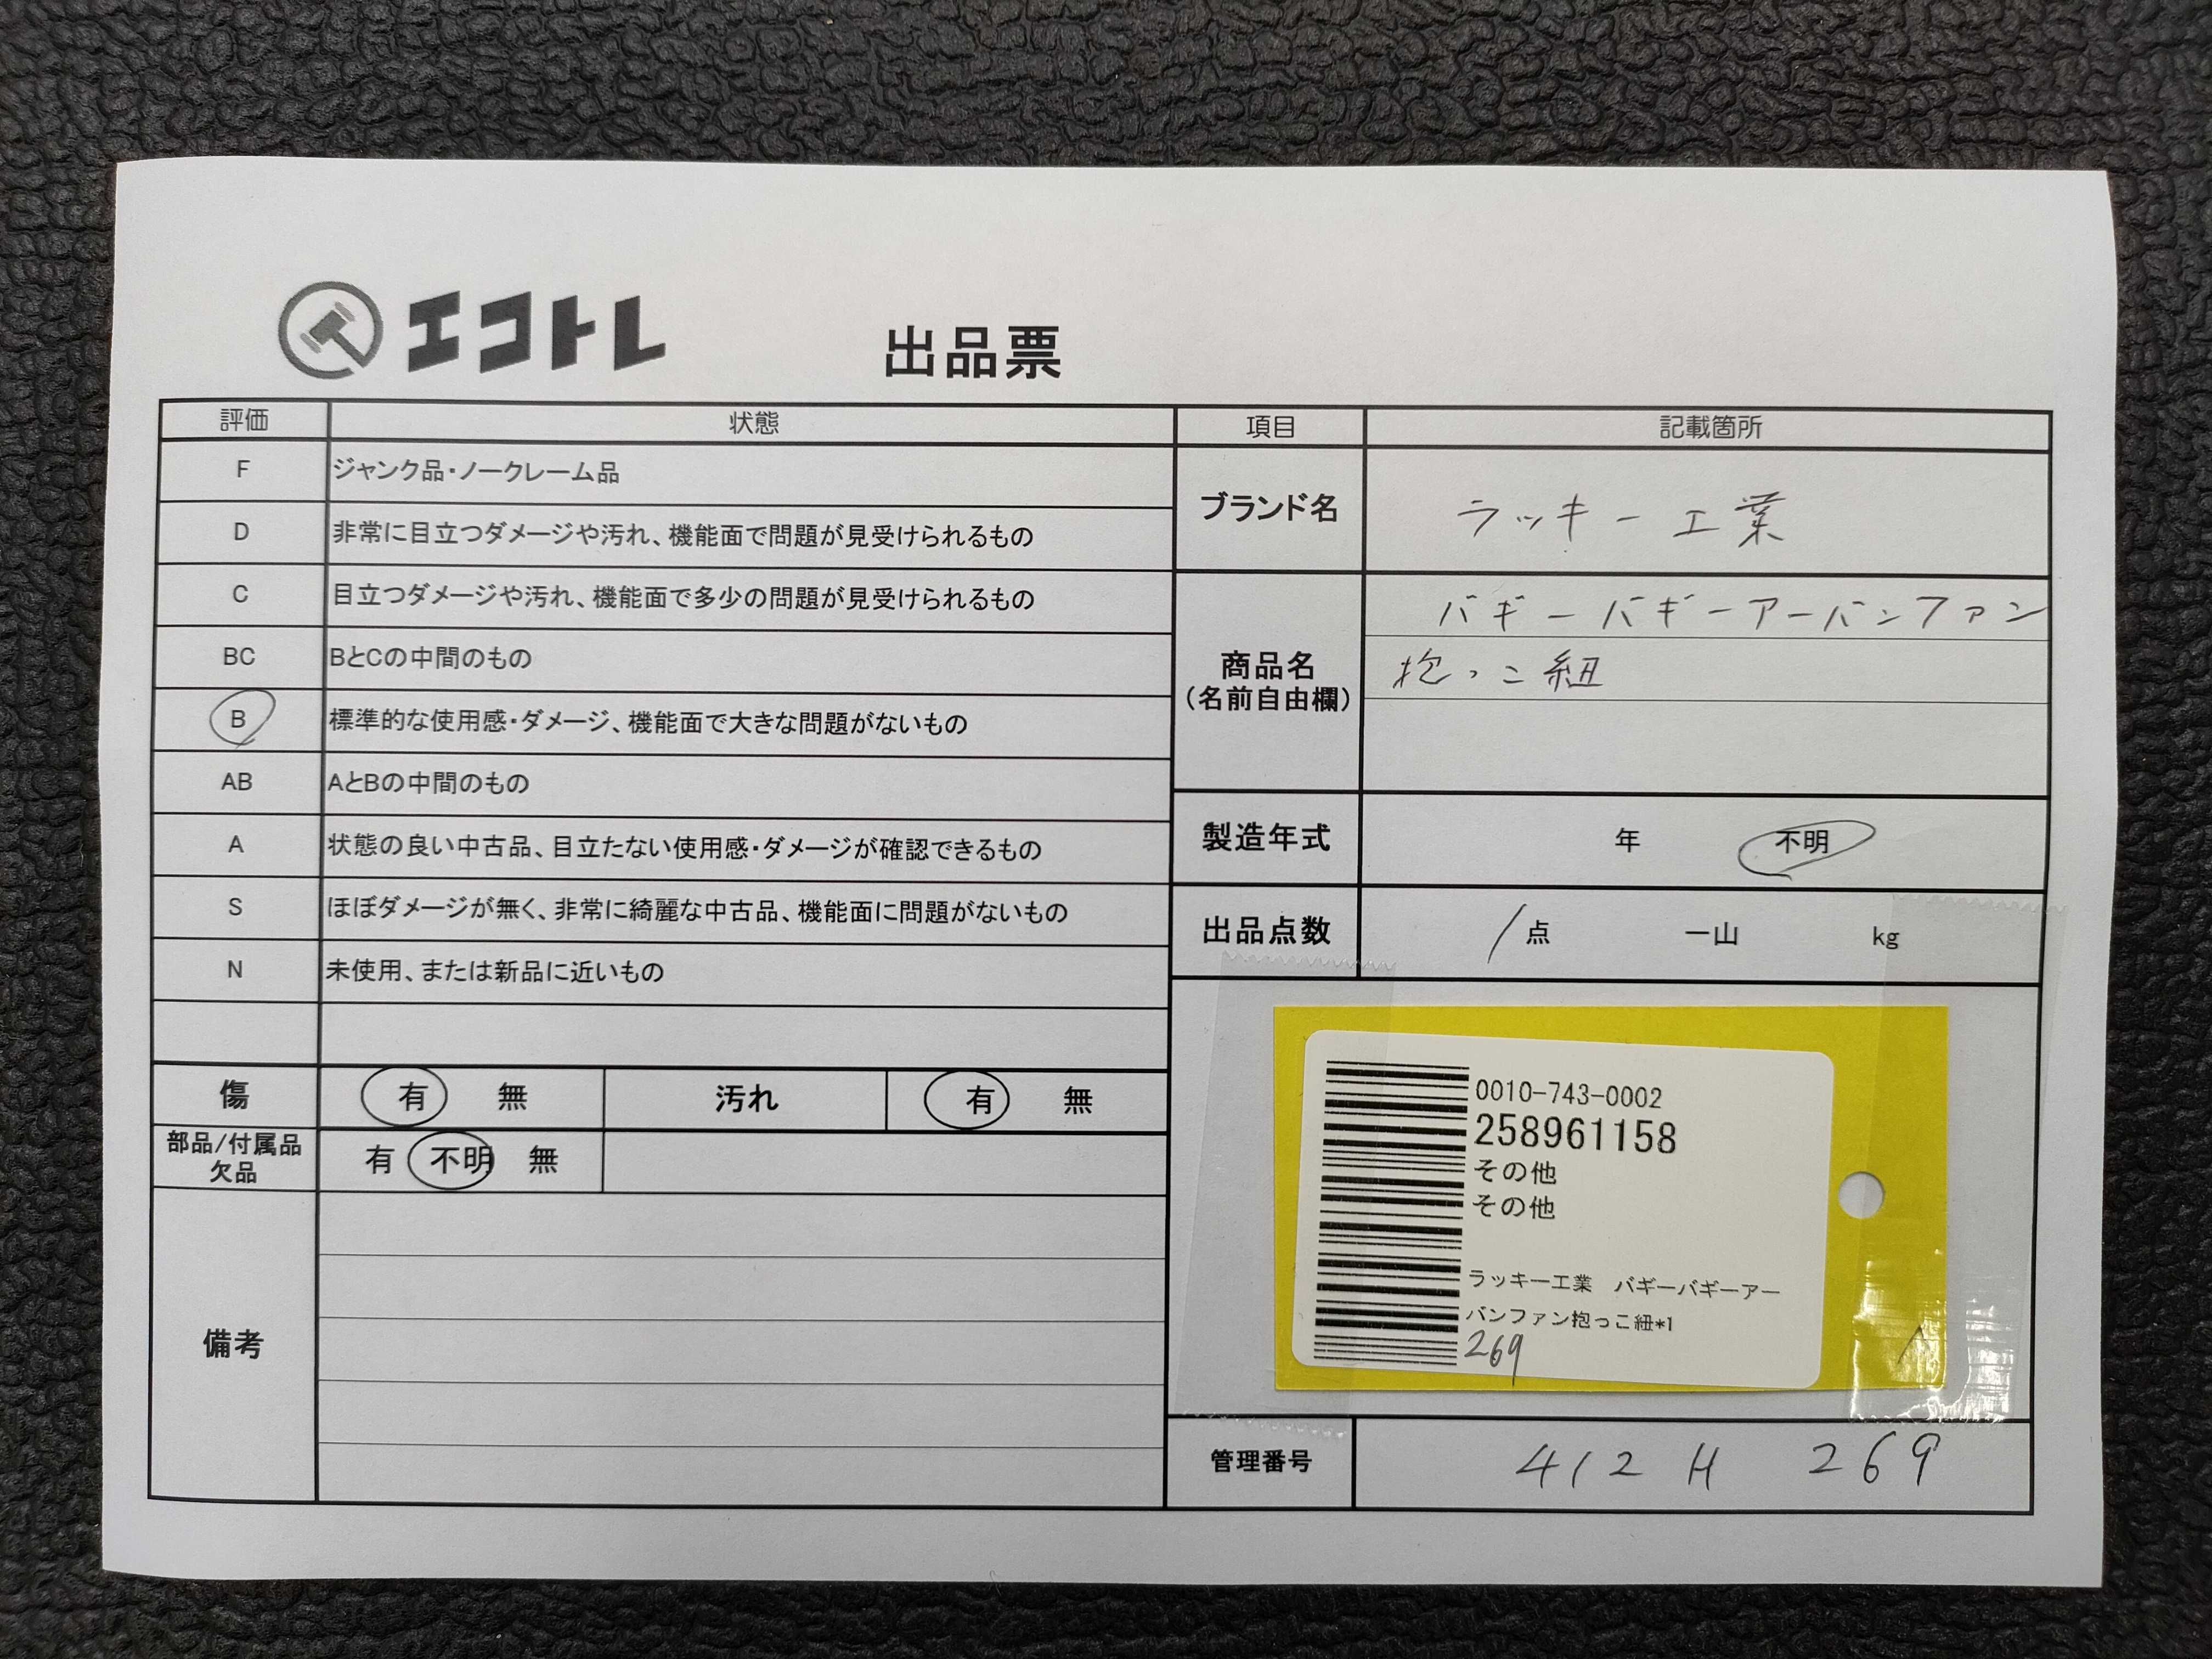 エコトレ
出品票
評価 状態
F ジャンク品・ノークレーム品
D 非常に目立つダメージや汚れ、機能面で問題が見受けられるもの
C 目立つダメージや汚れ、機能面で多少の問題が見受けられるもの
BC BとCの中間のもの
B 標準的な使用感・ダメージ、機能面で大きな問題がないもの
AB AとBの中間のもの
A 状態の良い中古品、目立たない使用感・ダメージが確認できるもの
S ほぼダメージが無く、非常に綺麗な中古品、機能面に問題がないもの
N 未使用、または新品に近いもの
傷 有 無 汚れ 有 無
部品/付属品
欠品
有 不明 無
備考
項目 記載箇所
ブランド名 ラッキー工業
商品名
(名前自由欄)
バギーバギーアーバンファン
抱っこ紐
製造年式 年 不明
出品点数 1点 一山 kg
0010-743-0002
258961158
その他
その他
ラッキー工業 バギーバギーアー
バンファン抱っこ紐*1
269
管理番号 412 H 269